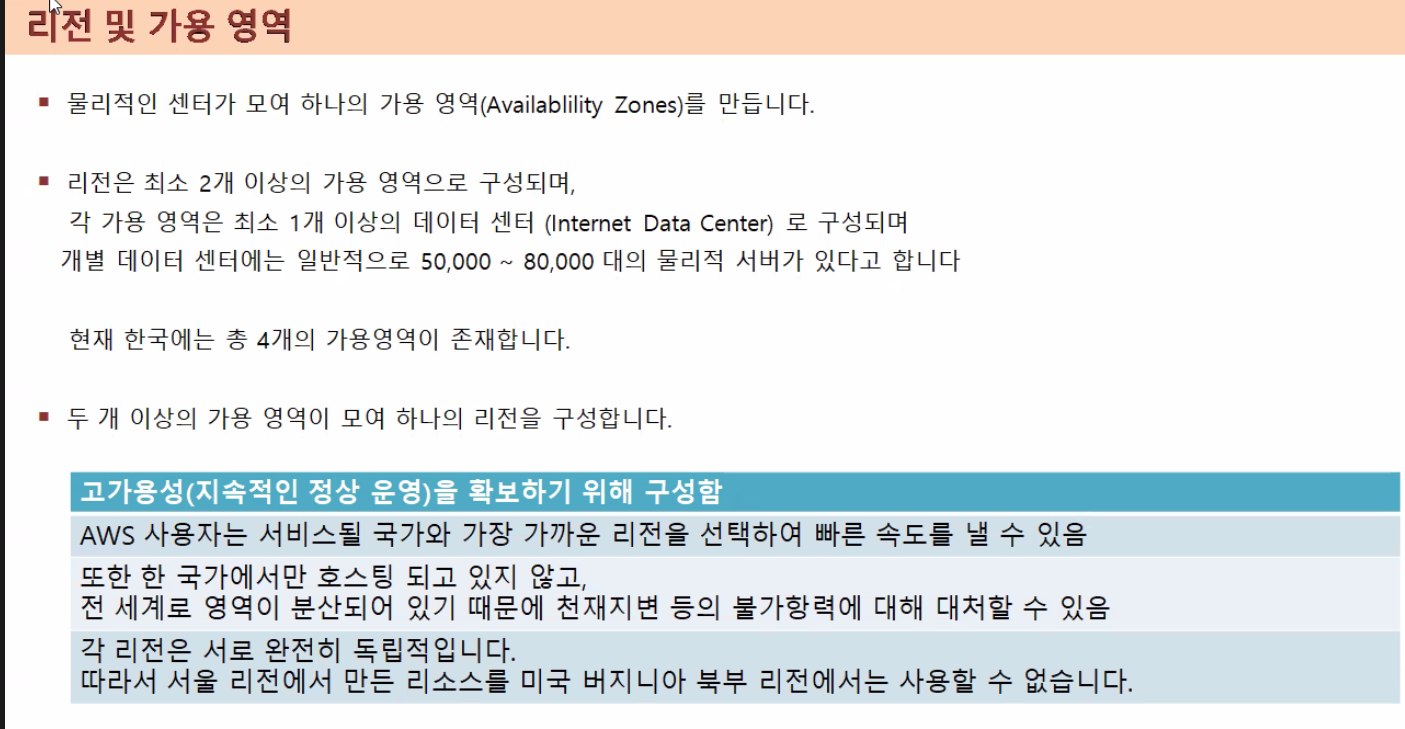 리전 및 가용 영역
물리적인 센터가 모여 하나의 가용 영역(Availablility Zones)를 만듭니다.
리전은 최소 2개 이상의 가용 영역으로 구성되며,
각 가용 영역은 최소 1개 이상의 데이터 센터 (Internet Data Center) 로 구성되며
개별 데이터 센터에는 일반적으로 50,000 ~ 80,000 대의 물리적 서버가 있다고 합니다
현재 한국에는 총 4개의 가용영역이 존재합니다.
두 개 이상의 가용 영역이 모여 하나의 리전을 구성합니다.
고가용성(지속적인 정상 운영)을 확보하기 위해 구성함
AWS 사용자는 서비스될 국가와 가장 가까운 리전을 선택하여 빠른 속도를 낼 수 있음
또한 한 국가에서만 호스팅 되고 있지 않고,
전 세계로 영역이 분산되어 있기 때문에 천재지변 등의 불가항력에 대해 대처할 수 있음
각 리전은 서로 완전히 독립적입니다.
따라서 서울 리전에서 만든 리소스를 미국 버지니아 북부 리전에서는 사용할 수 없습니다.